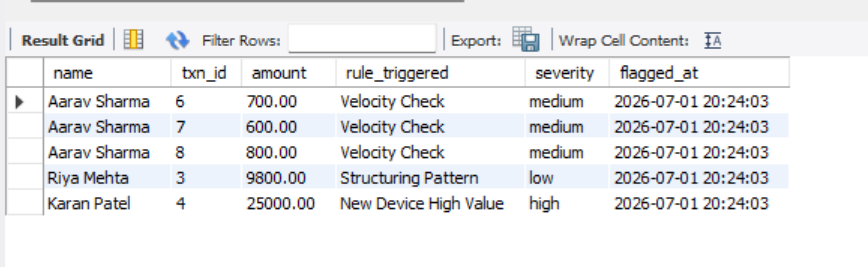 Result Grid Filter Rows: Export: Wrap Cell Content: IA
name txn_id amount rule_triggered severity flagged_at
Aarav Sharma 6 700.00 Velocity Check medium 2026-07-01 20:24:03
Aarav Sharma 7 600.00 Velocity Check medium 2026-07-01 20:24:03
Aarav Sharma 8 800.00 Velocity Check medium 2026-07-01 20:24:03
Riya Mehta 3 9800.00 Structuring Pattern low 2026-07-01 20:24:03
Karan Patel 4 25000.00 New Device High Value high 2026-07-01 20:24:03